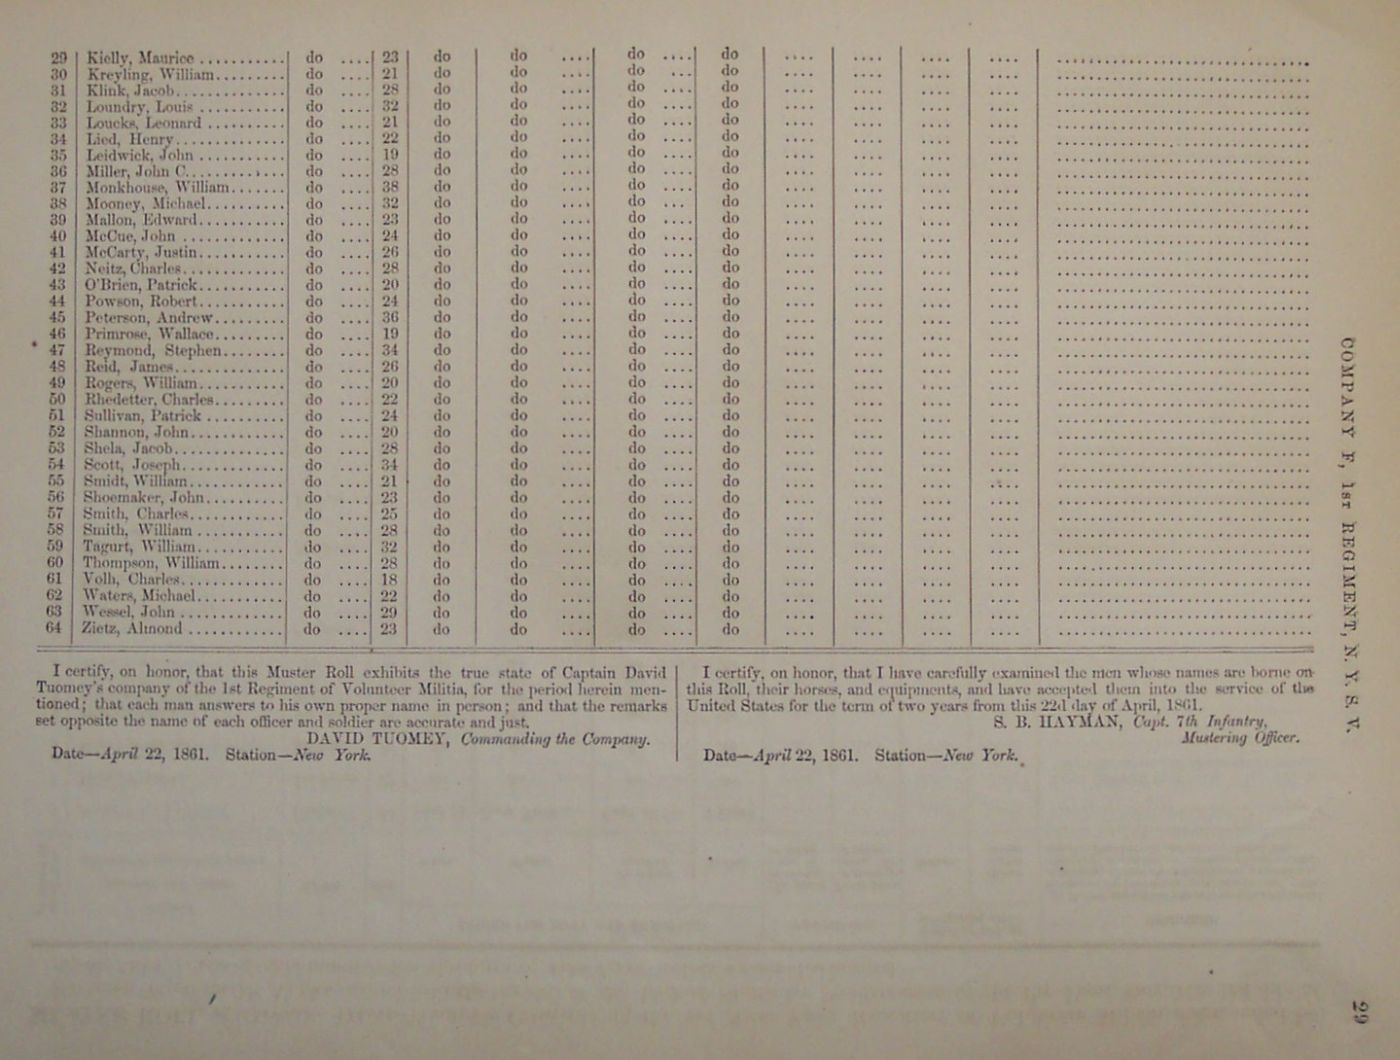 29 Kielly, Maurice ........... do .... 23 do do .... do .... do
30 Kreyling, William......... do .... 21 do do .... do ... do
31 Klink, Jacob.............. do .... 28 do do .... do .... do
32 Loundry, Louis ........... do .... 32 do do .... do .... do
33 Loucks, Leonard .......... do .... 21 do do .... do .... do
34 Lied, Henry.............. do .... 22 do do .... do .... do
35 Leidwick, John ........... do .... 19 do do .... do .... do
36 Miller, John C............ do .... 28 do do .... do .... do
37 Monkhouse, William....... do .... 38 do do .... do .... do
38 Mooney, Michael.......... do .... 32 do do .... do ... do
39 Mallon, Edward........... do .... 23 do do .... do .... do
40 McCue, John ............. do .... 24 do do .... do .... do
41 McCarty, Justin........... do .... 26 do do .... do .... do
42 Neitz, Charles............. do .... 28 do do .... do .... do
43 O'Brien, Patrick........... do .... 20 do do .... do .... do
44 Powson, Robert........... do .... 24 do do .... do .... do
45 Peterson, Andrew......... do .... 36 do do .... do .... do
46 Primrose, Wallace......... do .... 19 do do .... do .... do
47 Reymond, Stephen........ do .... 34 do do .... do .... do
48 Reid, James.............. do .... 26 do do .... do .... do
49 Rogers, William........... do .... 20 do do .... do .... do
50 Rhedetter, Charles......... do .... 22 do do .... do .... do
51 Sullivan, Patrick .......... do .... 24 do do .... do .... do
52 Shannon, John............ do .... 20 do do .... do .... do
53 Shela, Jacob.............. do .... 28 do do .... do .... do
54 Scott, Joseph............. do .... 34 do do .... do .... do
55 Smidt, William............ do .... 21 do do .... do .... do
56 Shoemaker, John.......... do .... 23 do do .... do .... do
57 Smith, Charles............ do .... 25 do do .... do .... do
58 Smith, William ........... do .... 28 do do .... do .... do
59 Tagurt, William........... do .... 32 do do .... do .... do
60 Thompson, William........ do .... 28 do do .... do .... do
61 Volh, Charles............. do .... 18 do do .... do .... do
62 Waters, Michael........... do .... 22 do do .... do .... do
63 Wessel, John ............. do .... 29 do do .... do .... do
64 Zietz, Almond ............ do .... 23 do do .... do .... do
I certify, on honor, that this Muster Roll exhibits the true state of Captain David
Tuomey's company of the 1st Regiment of Volunteer Militia, for the period herein men-
tioned; that each man answers to his own proper name in person; and that the remarks
set opposite the name of each officer and soldier are accurate and just.
DAVID TUOMEY, Commanding the Company.
Date—April 22, 1861. Station—New York.
I certify, on honor, that I have carefully examined the men whose names are borne on
this Roll, their horses, and equipments, and have accepted them into the service of the
United States for the term of two years from this 22d day of April, 1861.
S. B. HAYMAN, Capt. 7th Infantry,
Mustering Officer.
Date—April 22, 1861. Station—New York.
COMPANY F, 1ST REGIMENT, N. Y. S. V.
29